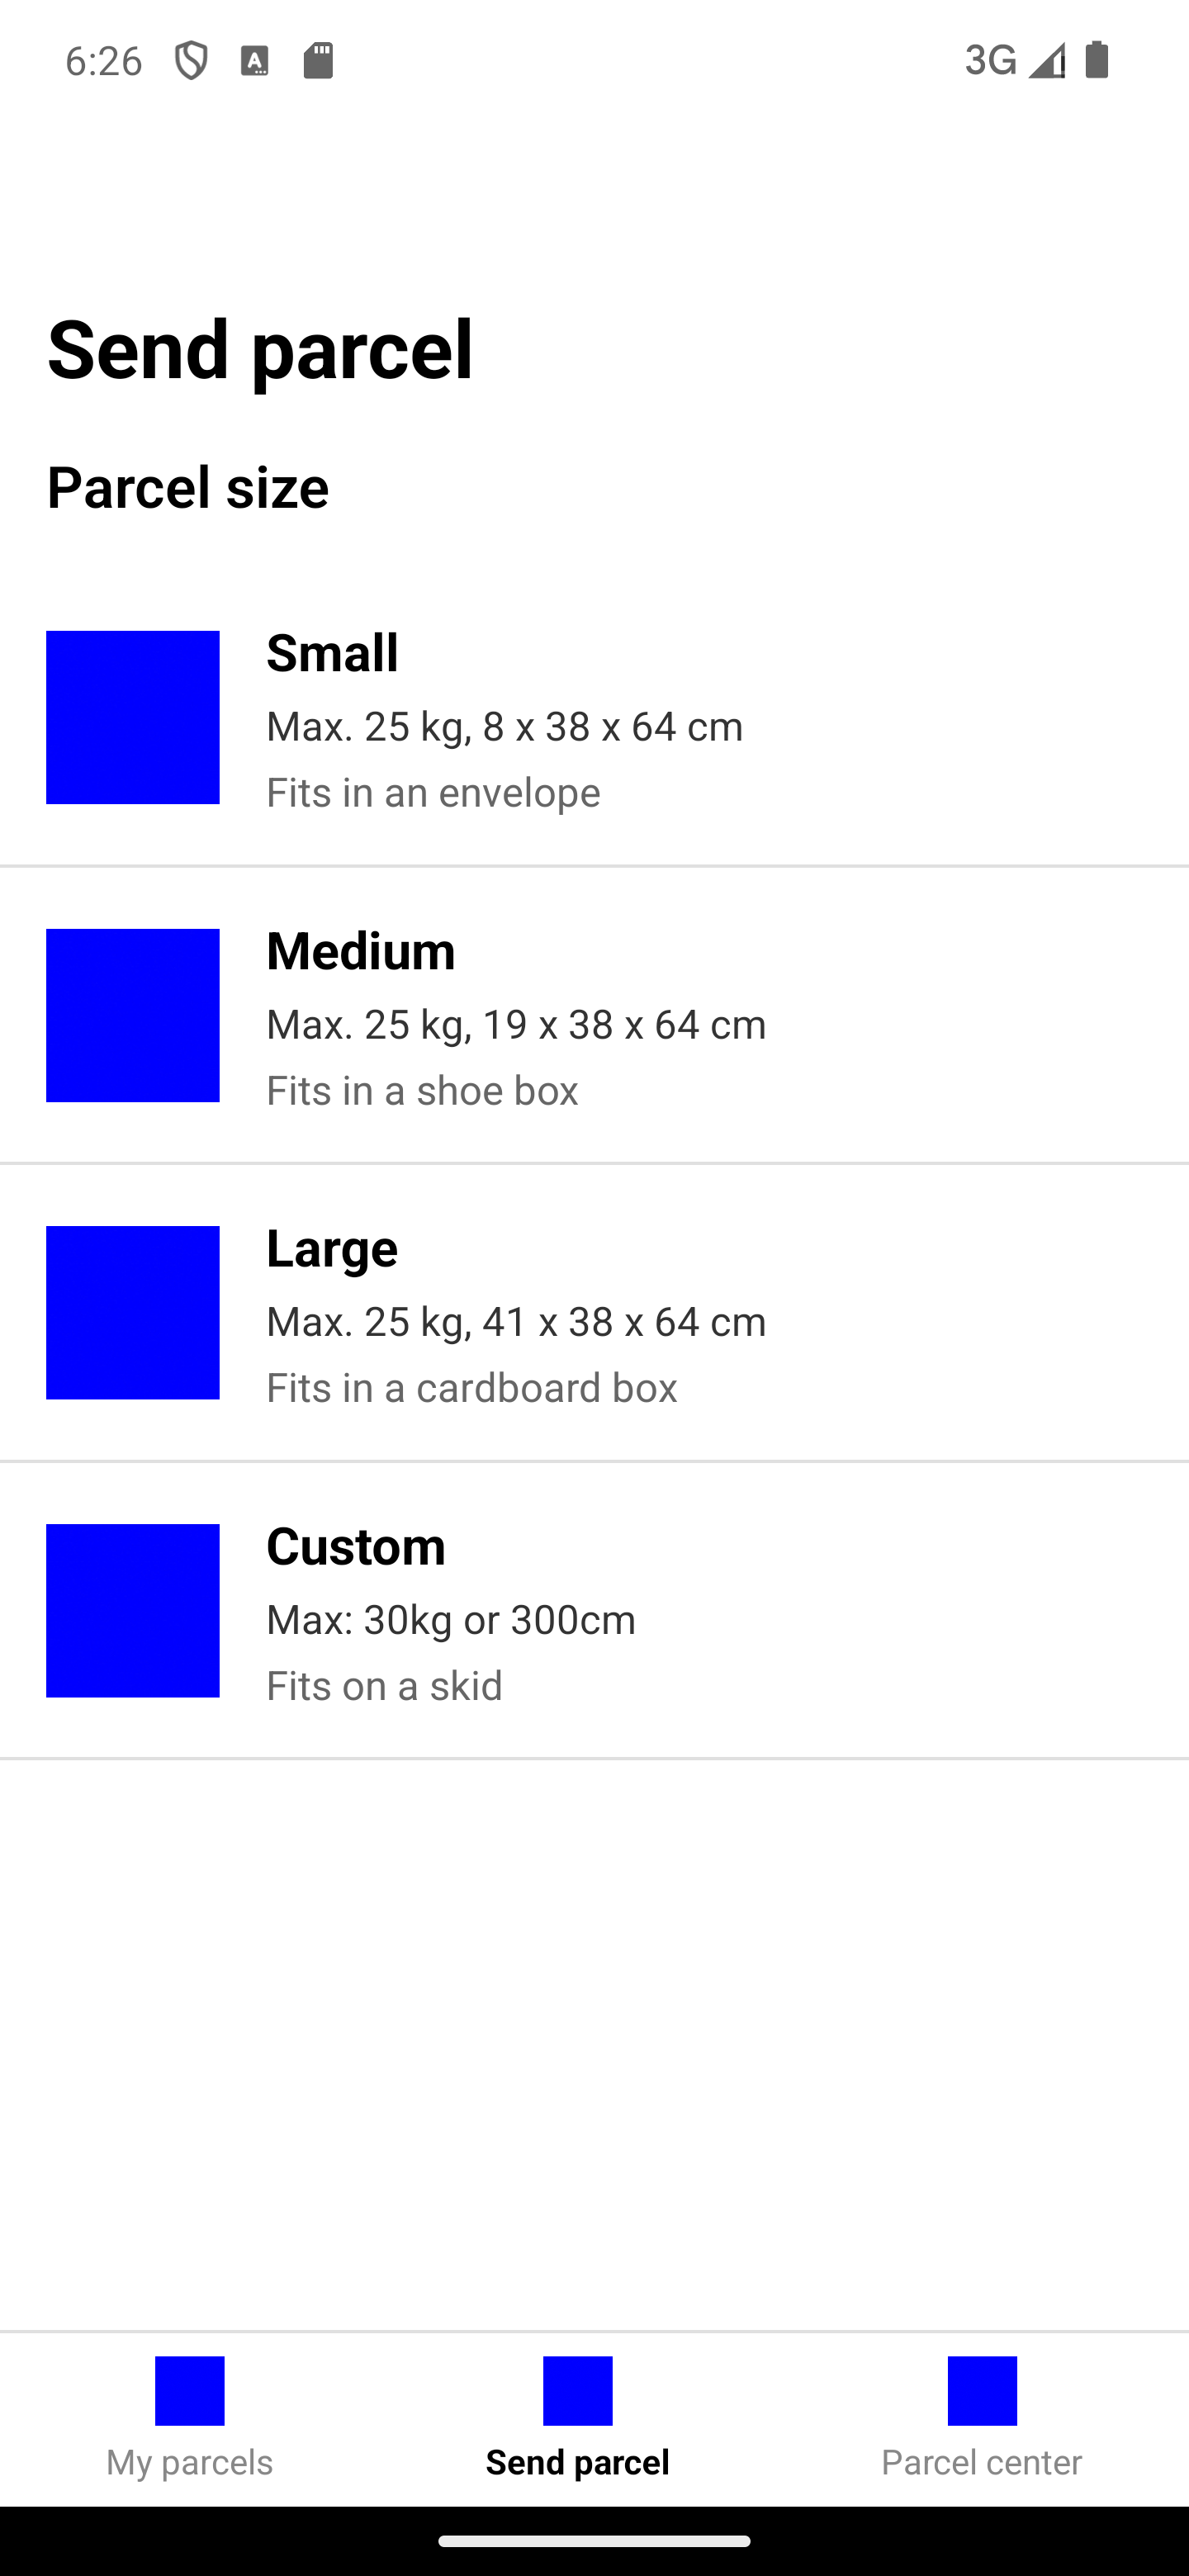 6:26
3G
Send parcel
Parcel size
Small
Max. 25 kg, 8 x 38 x 64 cm
Fits in an envelope
Medium
Max. 25 kg, 19 x 38 x 64 cm
Fits in a shoe box
Large
Max. 25 kg, 41 x 38 x 64 cm
Fits in a cardboard box
Custom
Max: 30kg or 300cm
Fits on a skid
My parcels
Send parcel
Parcel center